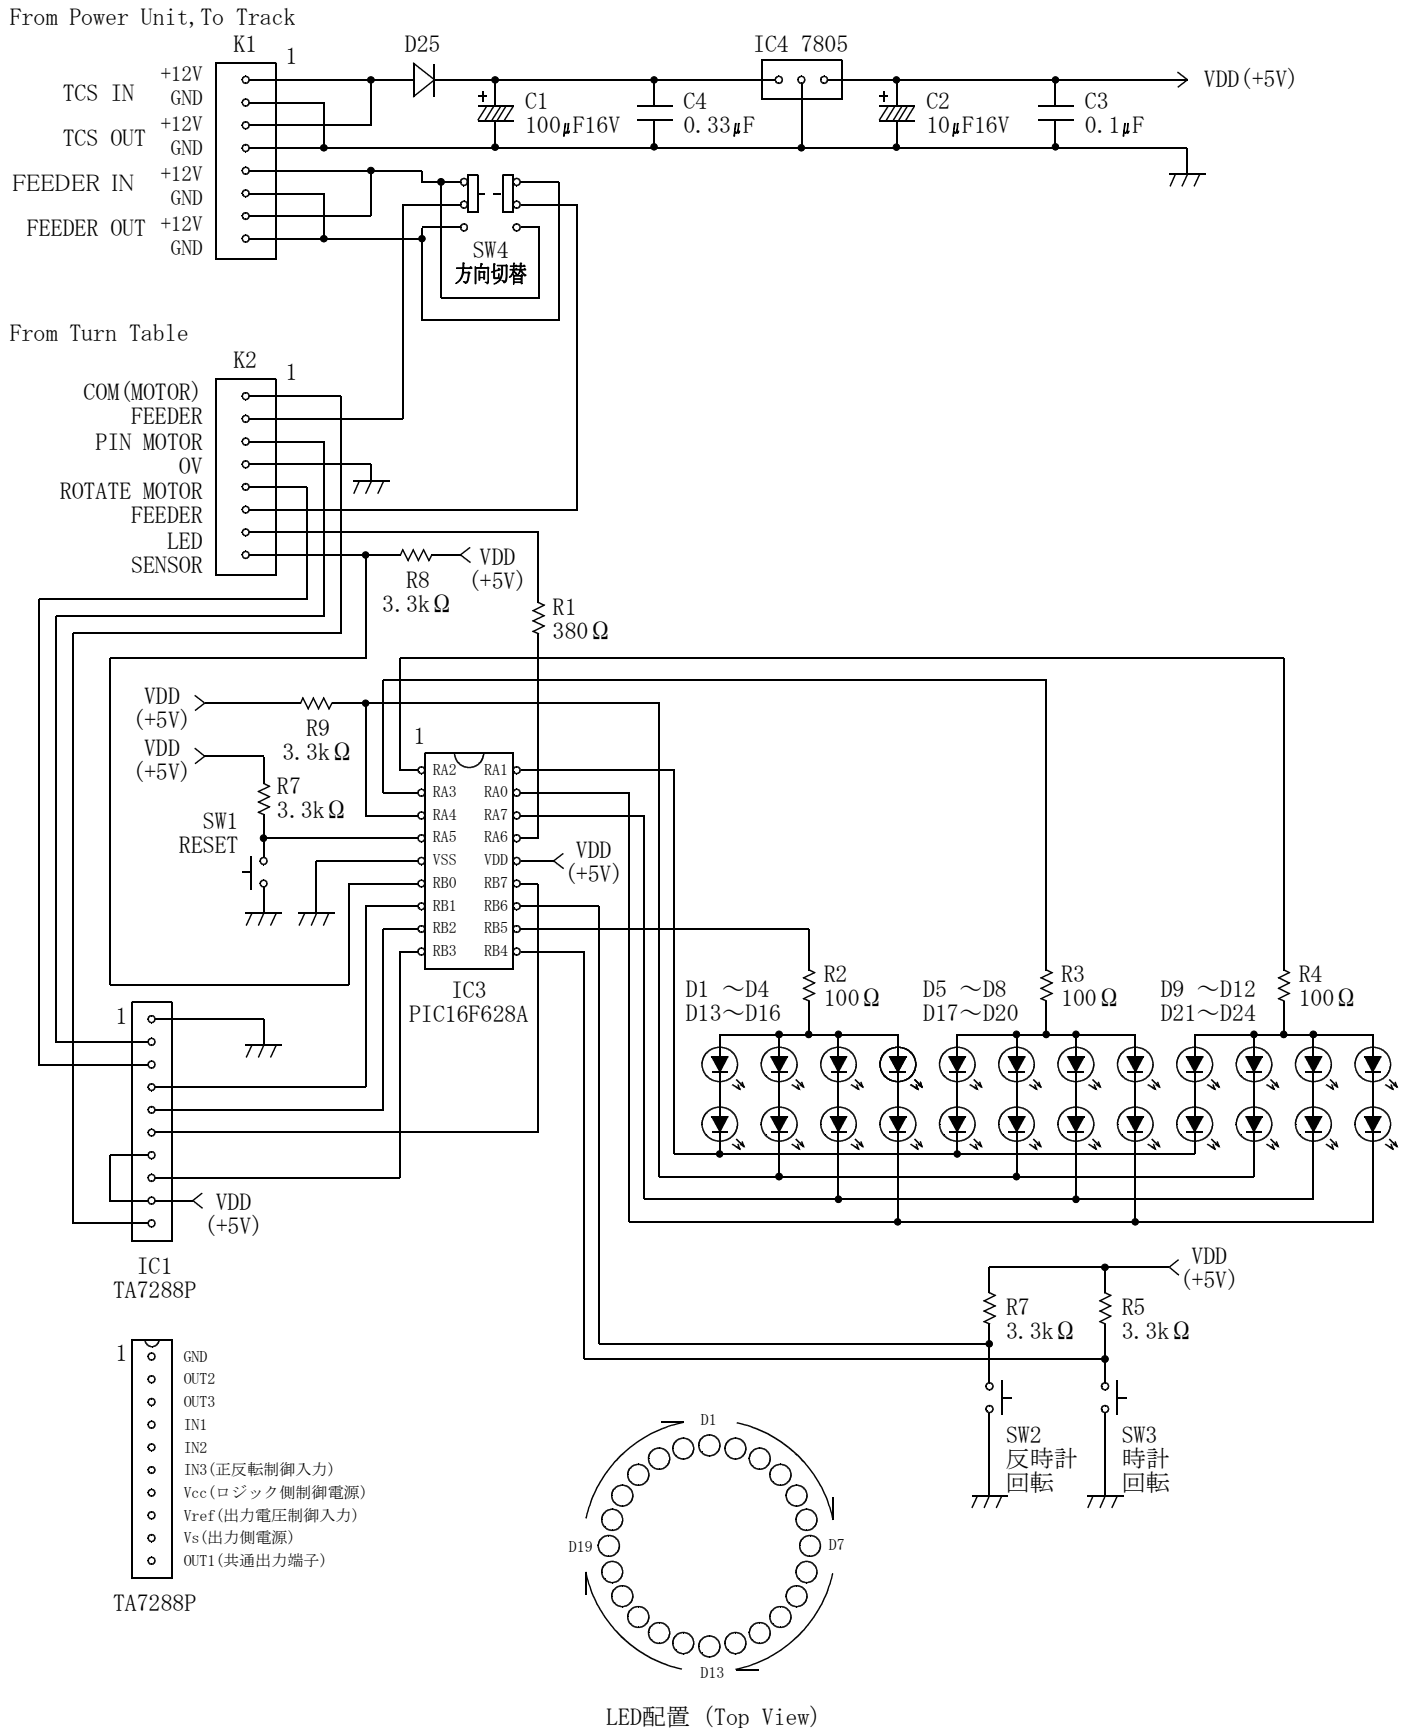 From Power Unit,To Track
K1
1
D25
IC4 7805
TCS IN
+12V
GND
VDD(+5V)
TCS OUT
+12V
GND
C1
100μF16V
C4
0.33μF
C2
10μF16V
C3
0.1μF
FEEDER IN
+12V
GND
FEEDER OUT
+12V
GND
SW4
方向切替
From Turn Table
K2
1
COM(MOTOR)
FEEDER
PIN MOTOR
0V
ROTATE MOTOR
FEEDER
LED
SENSOR
R8
3.3kΩ
VDD
(+5V)
R1
380Ω
VDD
(+5V)
R9
3.3kΩ
VDD
(+5V)
R7
3.3kΩ
SW1
RESET
1
RA2 RA1
RA3 RA0
RA4 RA7
RA5 RA6
VSS VDD
RB0 RB7
RB1 RB6
RB2 RB5
RB3 RB4
VDD
(+5V)
IC3
PIC16F628A
D1 ～D4
D13～D16
R2
100Ω
D5 ～D8
D17～D20
R3
100Ω
D9 ～D12
D21～D24
R4
100Ω
1
VDD
(+5V)
IC1
TA7288P
VDD
(+5V)
R7
3.3kΩ
R5
3.3kΩ
SW2
反時計
回転
SW3
時計
回転
1
GND
OUT2
OUT3
IN1
IN2
IN3(正反転制御入力)
Vcc(ロジック側制御電源)
Vref(出力電圧制御入力)
Vs(出力側電源)
OUT1(共通出力端子)
TA7288P
D1
D19
D7
D13
LED配置 (Top View)